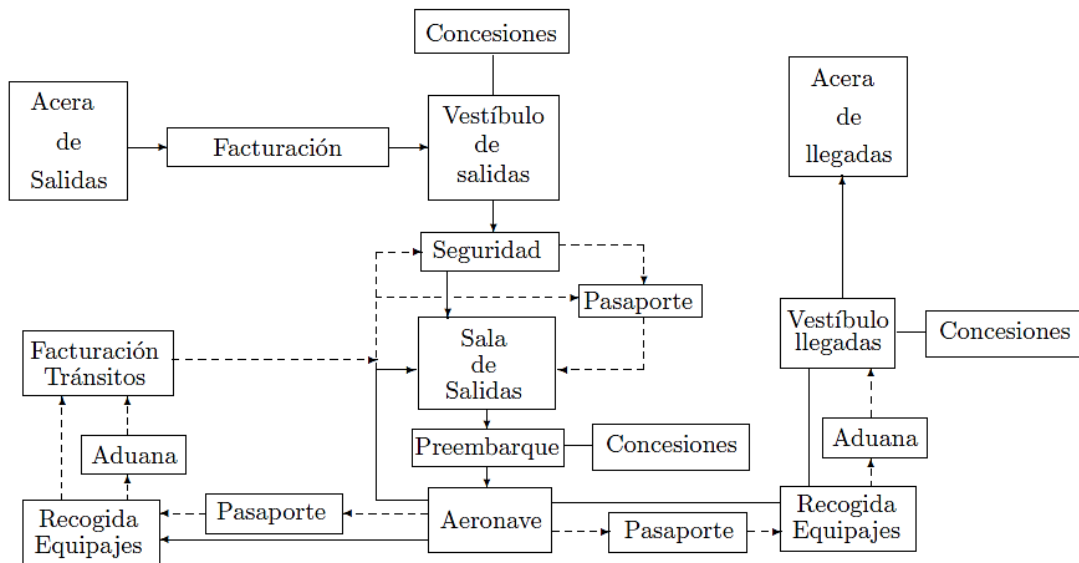 Concesiones
Acera
de
Salidas
Facturación
Vestíbulo
de
salidas
Acera
de
llegadas
Seguridad
Pasaporte
Vestíbulo
llegadas
Concesiones
Facturación
Tránsitos
Sala
de
Salidas
Aduana
Preembarque
Concesiones
Aduana
Recogida
Equipajes
Pasaporte
Aeronave
Pasaporte
Recogida
Equipajes